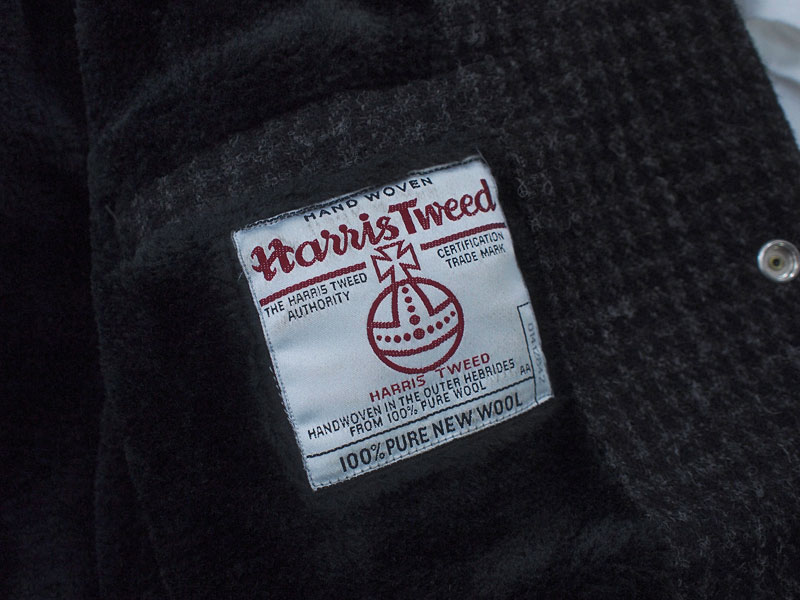 HAND WOVEN
Harris Tweed
THE HARRIS TWEED
AUTHORITY
CERTIFICATION
TRADE MARK
HARRIS TWEED
HANDWOVEN IN THE OUTER HEBRIDES
FROM 100% PURE WOOL
AA
100% PURE NEW WOOL